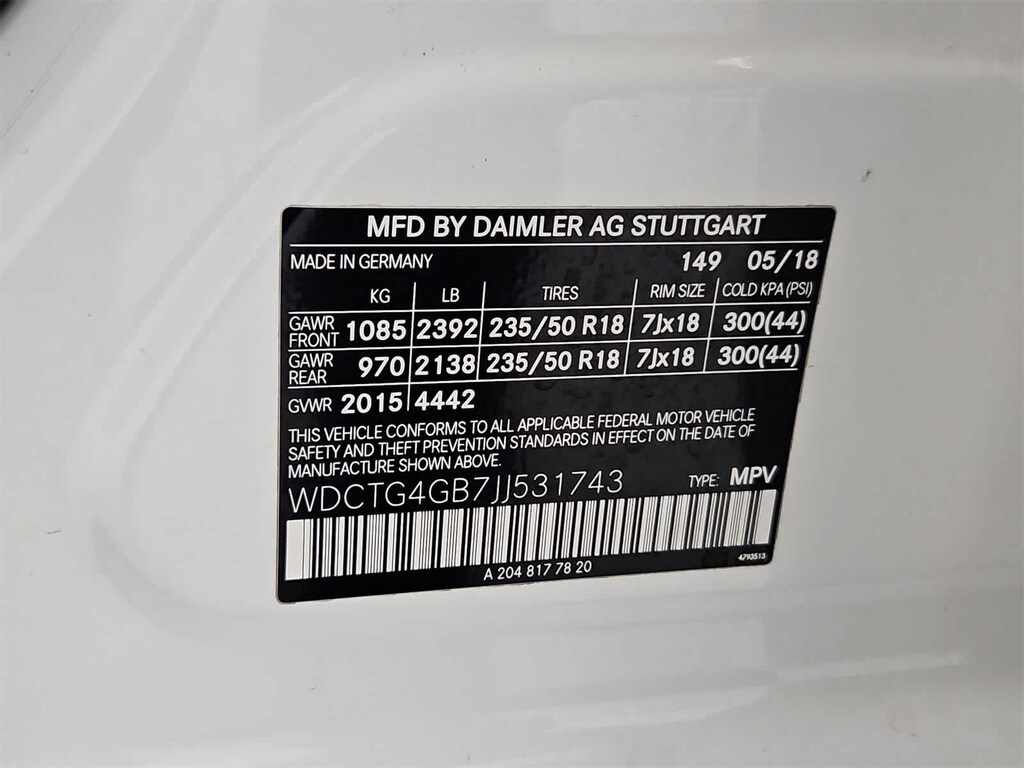 MFD BY DAIMLER AG STUTTGART
MADE IN GERMANY 149 05/18
KG LB TIRES RIM SIZE COLD KPA (PSI)
GAWR FRONT 1085 2392 235/50 R18 7Jx18 300(44)
GAWR REAR 970 2138 235/50 R18 7Jx18 300(44)
GVWR 2015 4442
THIS VEHICLE CONFORMS TO ALL APPLICABLE FEDERAL MOTOR VEHICLE
SAFETY AND THEFT PREVENTION STANDARDS IN EFFECT ON THE DATE OF
MANUFACTURE SHOWN ABOVE.
WDCTG4GB7JJ531743 TYPE: MPV
4793513
A 204 817 78 20